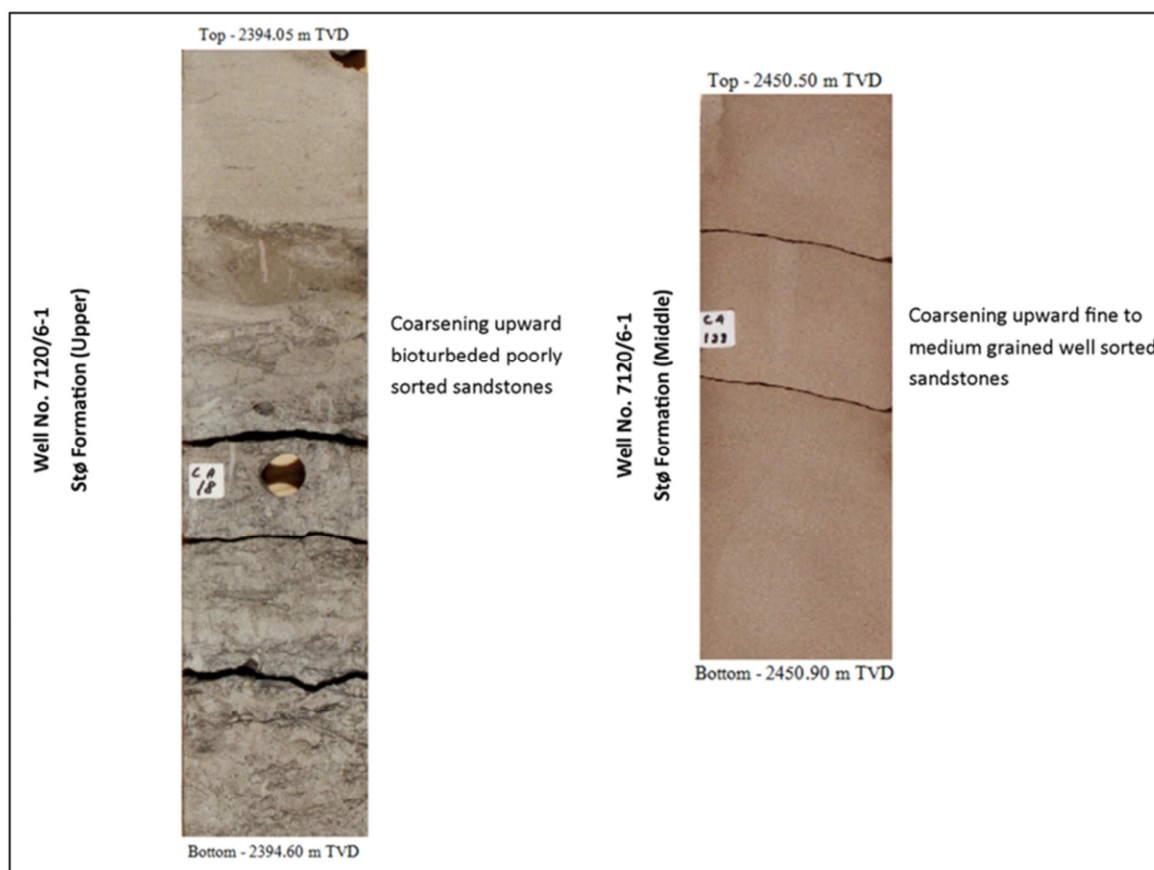 Top - 2394.05 m TVD
Well No. 7120/6-1
Stø Formation (Upper)
CA
18
Coarsening upward
bioturbeded poorly
sorted sandstones
Bottom - 2394.60 m TVD
Top - 2450.50 m TVD
Well No. 7120/6-1
Stø Formation (Middle)
CA
Coarsening upward fine to
medium grained well sorted
sandstones
Bottom - 2450.90 m TVD